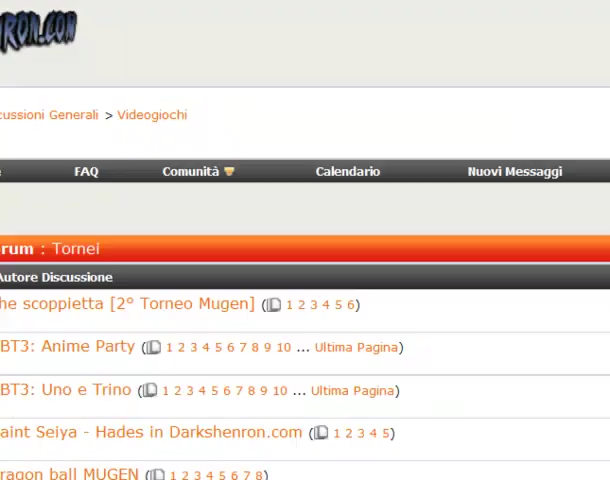 RON.COM
cussioni Generali > Videogiochi
FAQ Comunità Calendario Nuovi Messaggi
rum : Tornei
Autore Discussione
he scoppietta [2° Torneo Mugen] ( 1 2 3 4 5 6)
BT3: Anime Party ( 1 2 3 4 5 6 7 8 9 10 ... Ultima Pagina)
BT3: Uno e Trino ( 1 2 3 4 5 6 7 8 9 10 ... Ultima Pagina)
aint Seiya - Hades in Darkshenron.com ( 1 2 3 4 5)
ragon ball MUGEN ( 1 2 3 4 5 6 7 8)